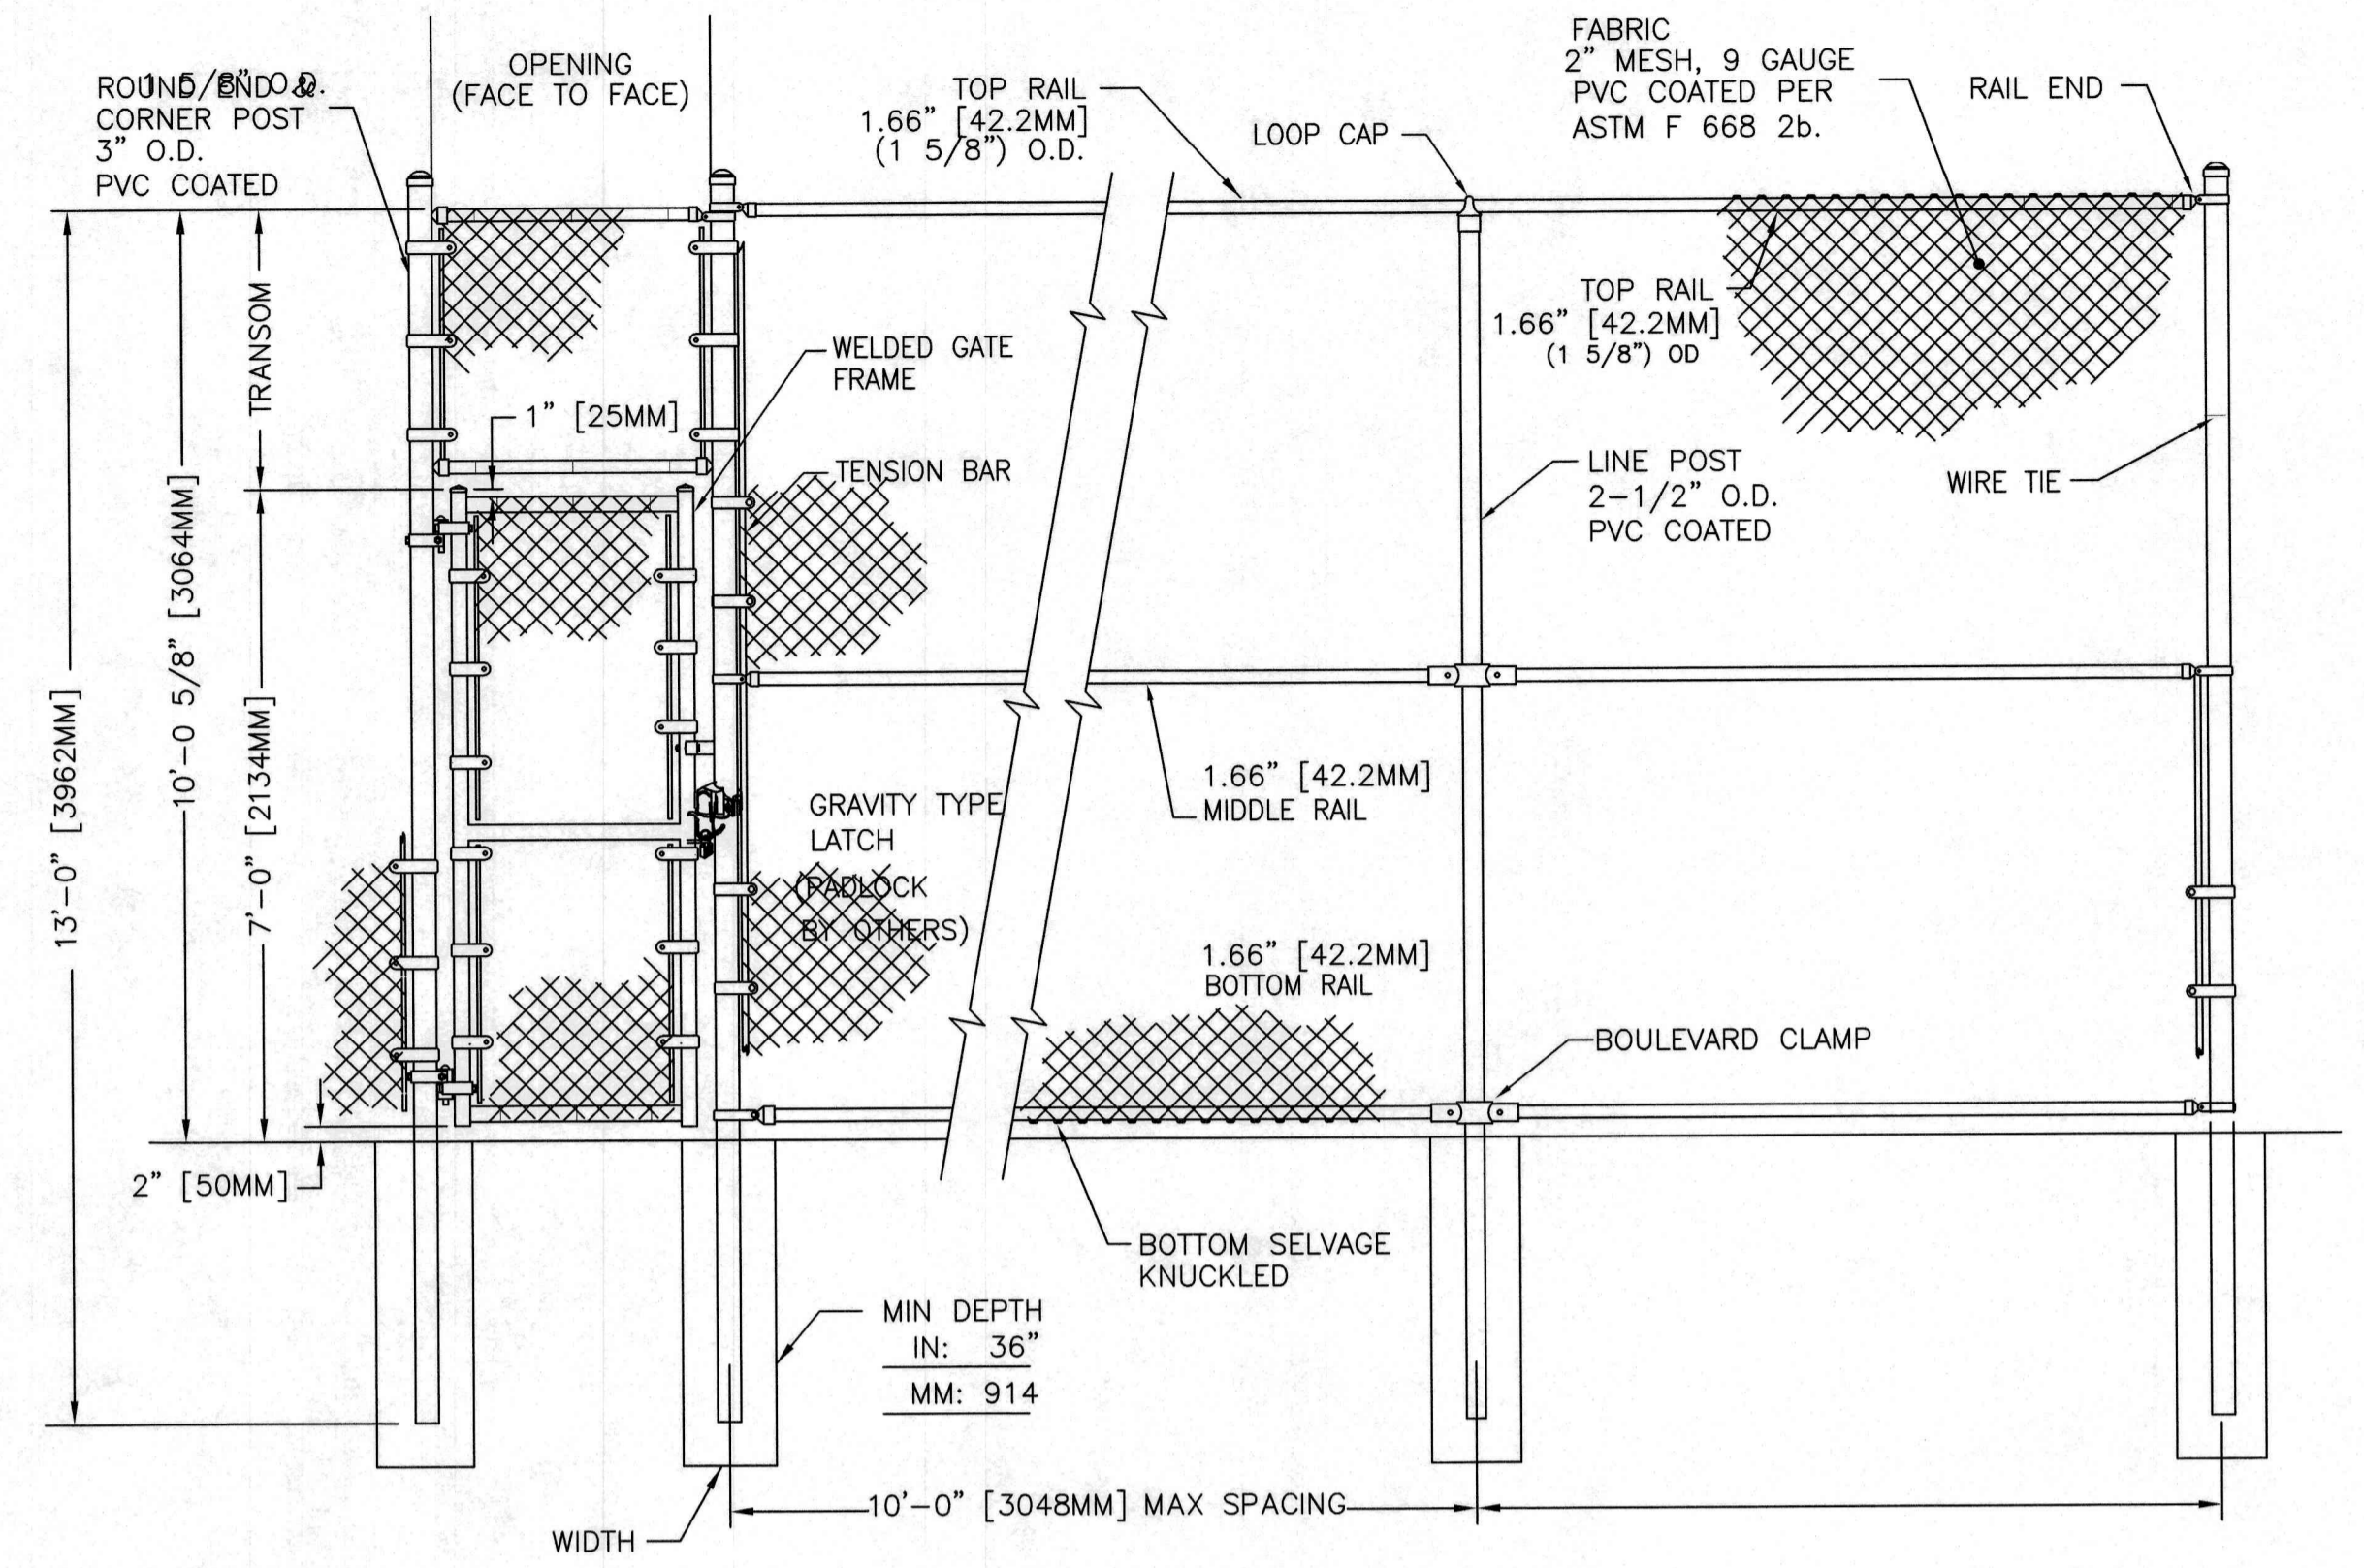 1 5/8" O.D.
ROUND END &
CORNER POST
3" O.D.
PVC COATED
OPENING
(FACE TO FACE)
TOP RAIL
1.66" [42.2MM]
(1 5/8") O.D.
LOOP CAP
FABRIC
2" MESH, 9 GAUGE
PVC COATED PER
ASTM F 668 2b.
RAIL END
TRANSOM
WELDED GATE
FRAME
1" [25MM]
TENSION BAR
TOP RAIL
1.66" [42.2MM]
(1 5/8") OD
LINE POST
2-1/2" O.D.
PVC COATED
WIRE TIE
13'-0" [3962MM]
10'-0 5/8" [3064MM]
7'-0" [2134MM]
GRAVITY TYPE
LATCH
(PADLOCK
BY OTHERS)
1.66" [42.2MM]
MIDDLE RAIL
1.66" [42.2MM]
BOTTOM RAIL
BOULEVARD CLAMP
2" [50MM]
BOTTOM SELVAGE
KNUCKLED
MIN DEPTH
IN: 36"
MM: 914
10'-0" [3048MM] MAX SPACING
WIDTH